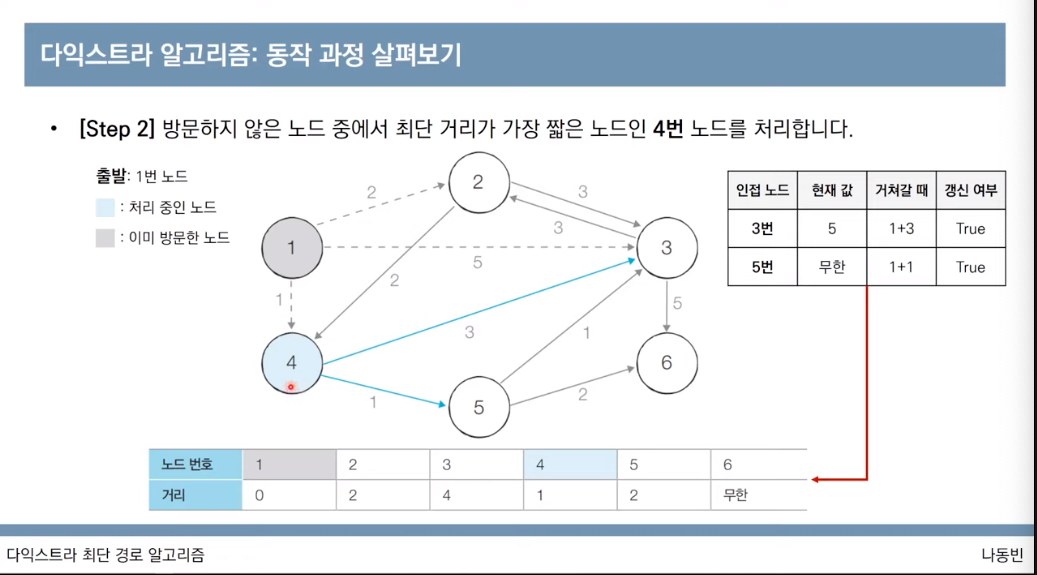 다익스트라 알고리즘: 동작 과정 살펴보기
• [Step 2] 방문하지 않은 노드 중에서 최단 거리가 가장 짧은 노드인 4번 노드를 처리합니다.
출발: 1번 노드
: 처리 중인 노드
: 이미 방문한 노드
인접 노드 현재 값 거쳐갈 때 갱신 여부
3번 5 1+3 True
5번 무한 1+1 True
2
2
3
3
1
5
3
2
1
5
3
1
4
6
1
5
2
노드 번호 1 2 3 4 5 6
거리 0 2 4 1 2 무한
다익스트라 최단 경로 알고리즘
나동빈